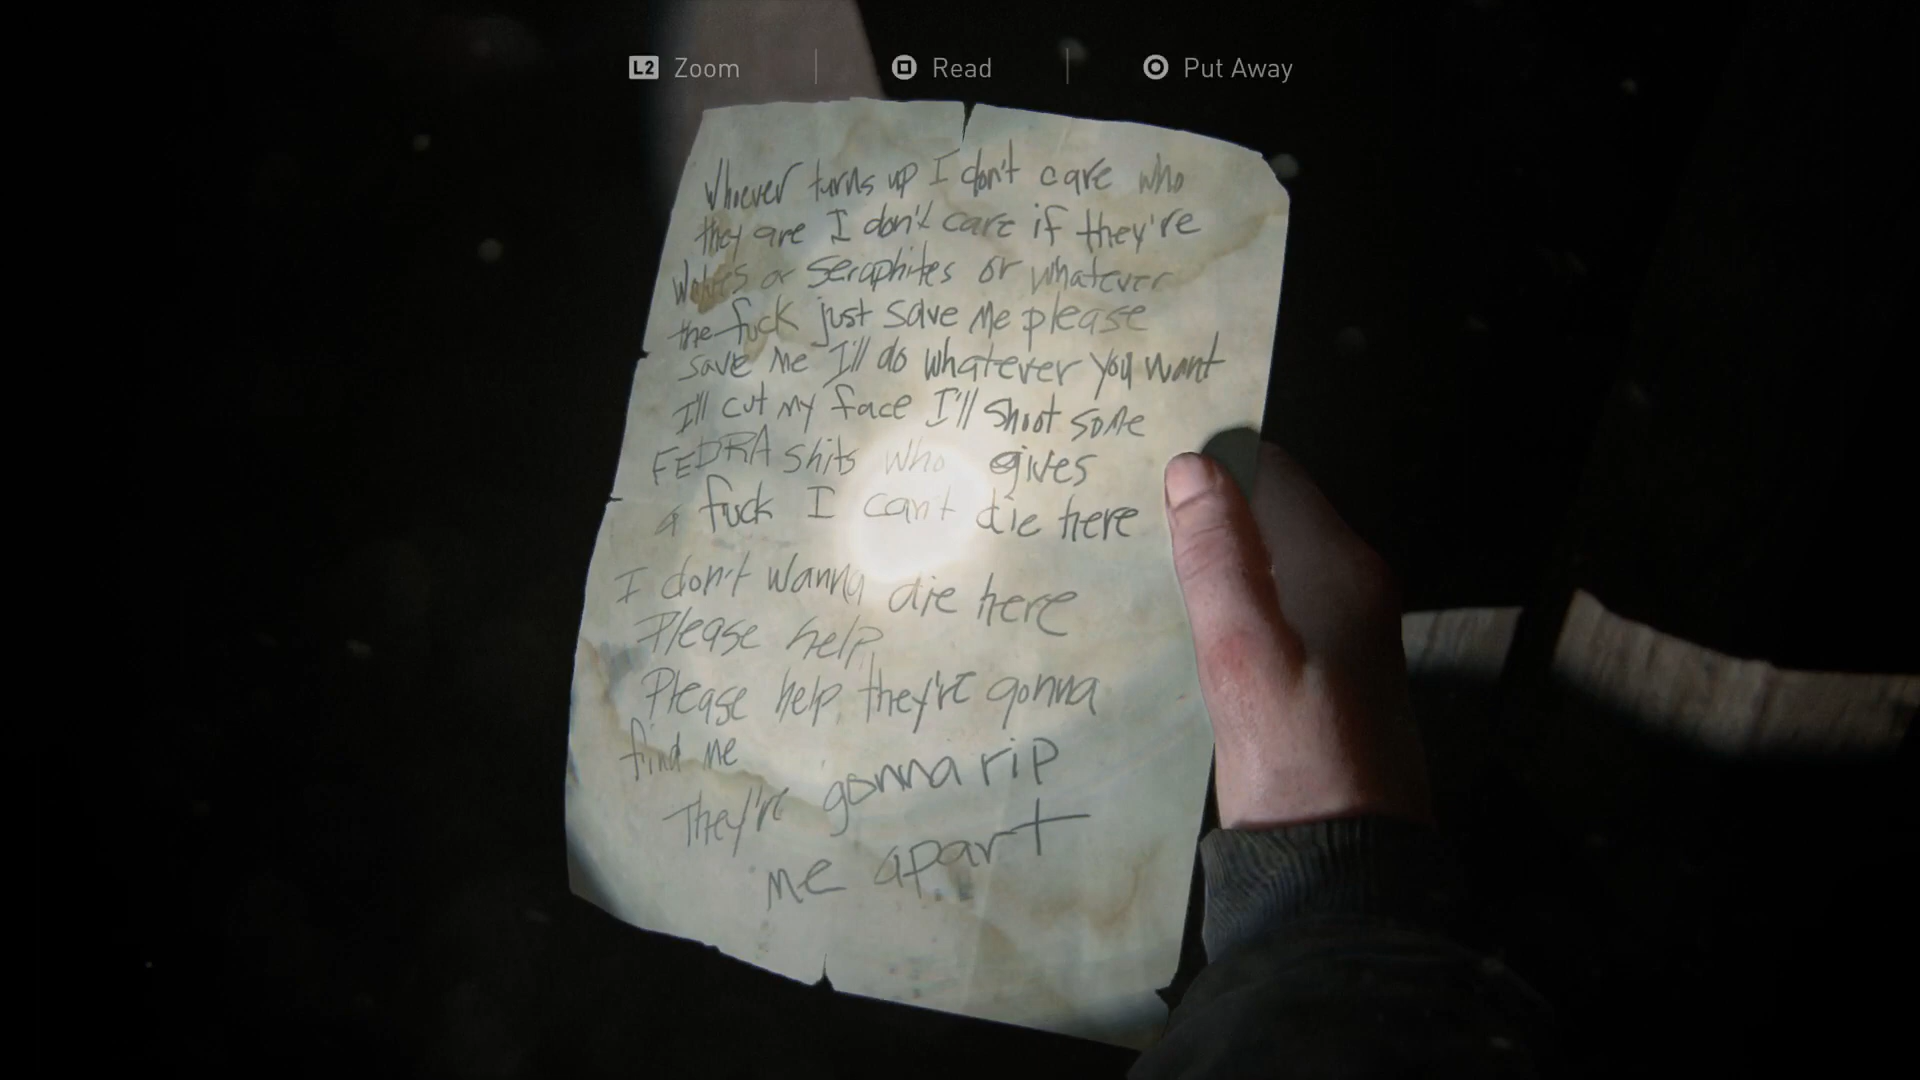 L2 Zoom | Read | Put Away
Whoever turns up I don't care who
they are I don't care if they're
Wolves or Seraphites or whatever
the fuck just save me please
save me I'll do whatever you want
I'll cut my face I'll shoot some
FEDRA shits who gives
a fuck I can't die here
I don't wanna die here
Please help
Please help, they're gonna
find me
They're gonna rip
me apart